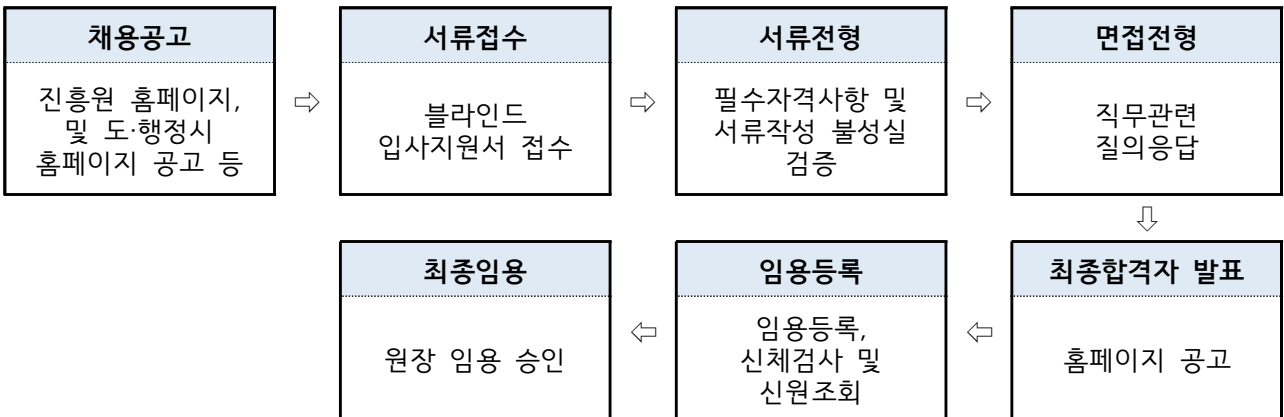 채용공고
진흥원 홈페이지,
및 도·행정시
홈페이지 공고 등
⇨
서류접수
블라인드
입사지원서 접수
⇨
서류전형
필수자격사항 및
서류작성 불성실
검증
⇨
면접전형
직무관련
질의응답
⇩
최종합격자 발표
홈페이지 공고
⇦
임용등록
임용등록,
신체검사 및
신원조회
⇦
최종임용
원장 임용 승인